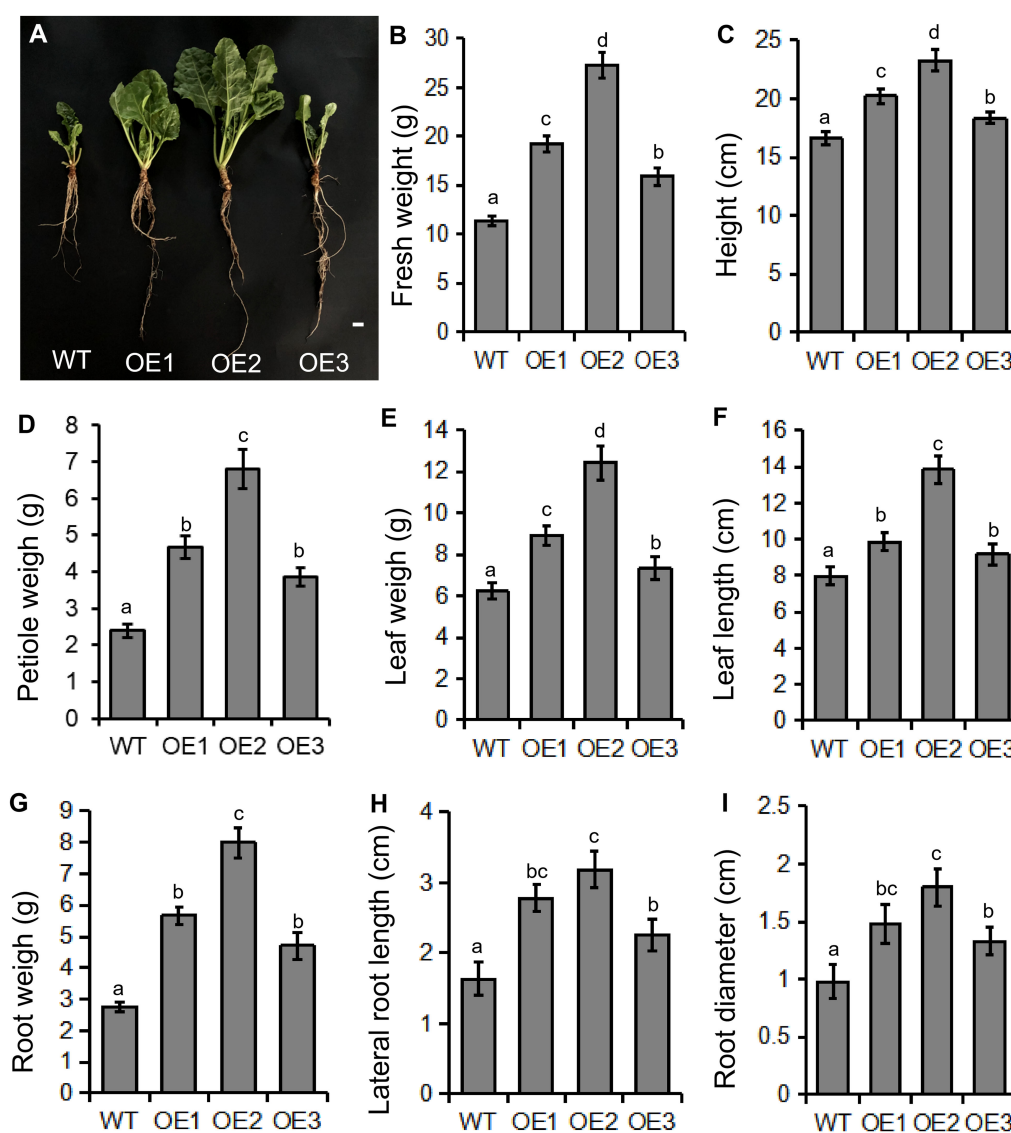 A
WT OE1 OE2 OE3
B
Fresh weight (g)
30
25
20
15
10
5
0
a
c
d
b
WT OE1 OE2 OE3
C
Height (cm)
25
20
15
10
5
0
a
c
d
b
WT OE1 OE2 OE3
D
Petiole weigh (g)
8
7
6
5
4
3
2
1
0
a
b
c
b
WT OE1 OE2 OE3
E
Leaf weigh (g)
14
12
10
8
6
4
2
0
a
c
d
b
WT OE1 OE2 OE3
F
Leaf length (cm)
16
14
12
10
8
6
4
2
0
a
b
c
b
WT OE1 OE2 OE3
G
Root weigh (g)
9
8
7
6
5
4
3
2
1
0
a
b
c
b
WT OE1 OE2 OE3
H
Lateral root length (cm)
4
3
2
1
0
a
bc
c
b
WT OE1 OE2 OE3
I
Root diameter (cm)
2.5
2
1.5
1
0.5
0
a
bc
c
b
WT OE1 OE2 OE3